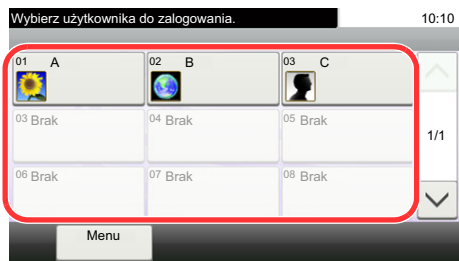 Wybierz użytkownika do zalogowania. 10:10
01 A 02 B 03 C
03 Brak 04 Brak 05 Brak
1/1
06 Brak 07 Brak 08 Brak
Menu